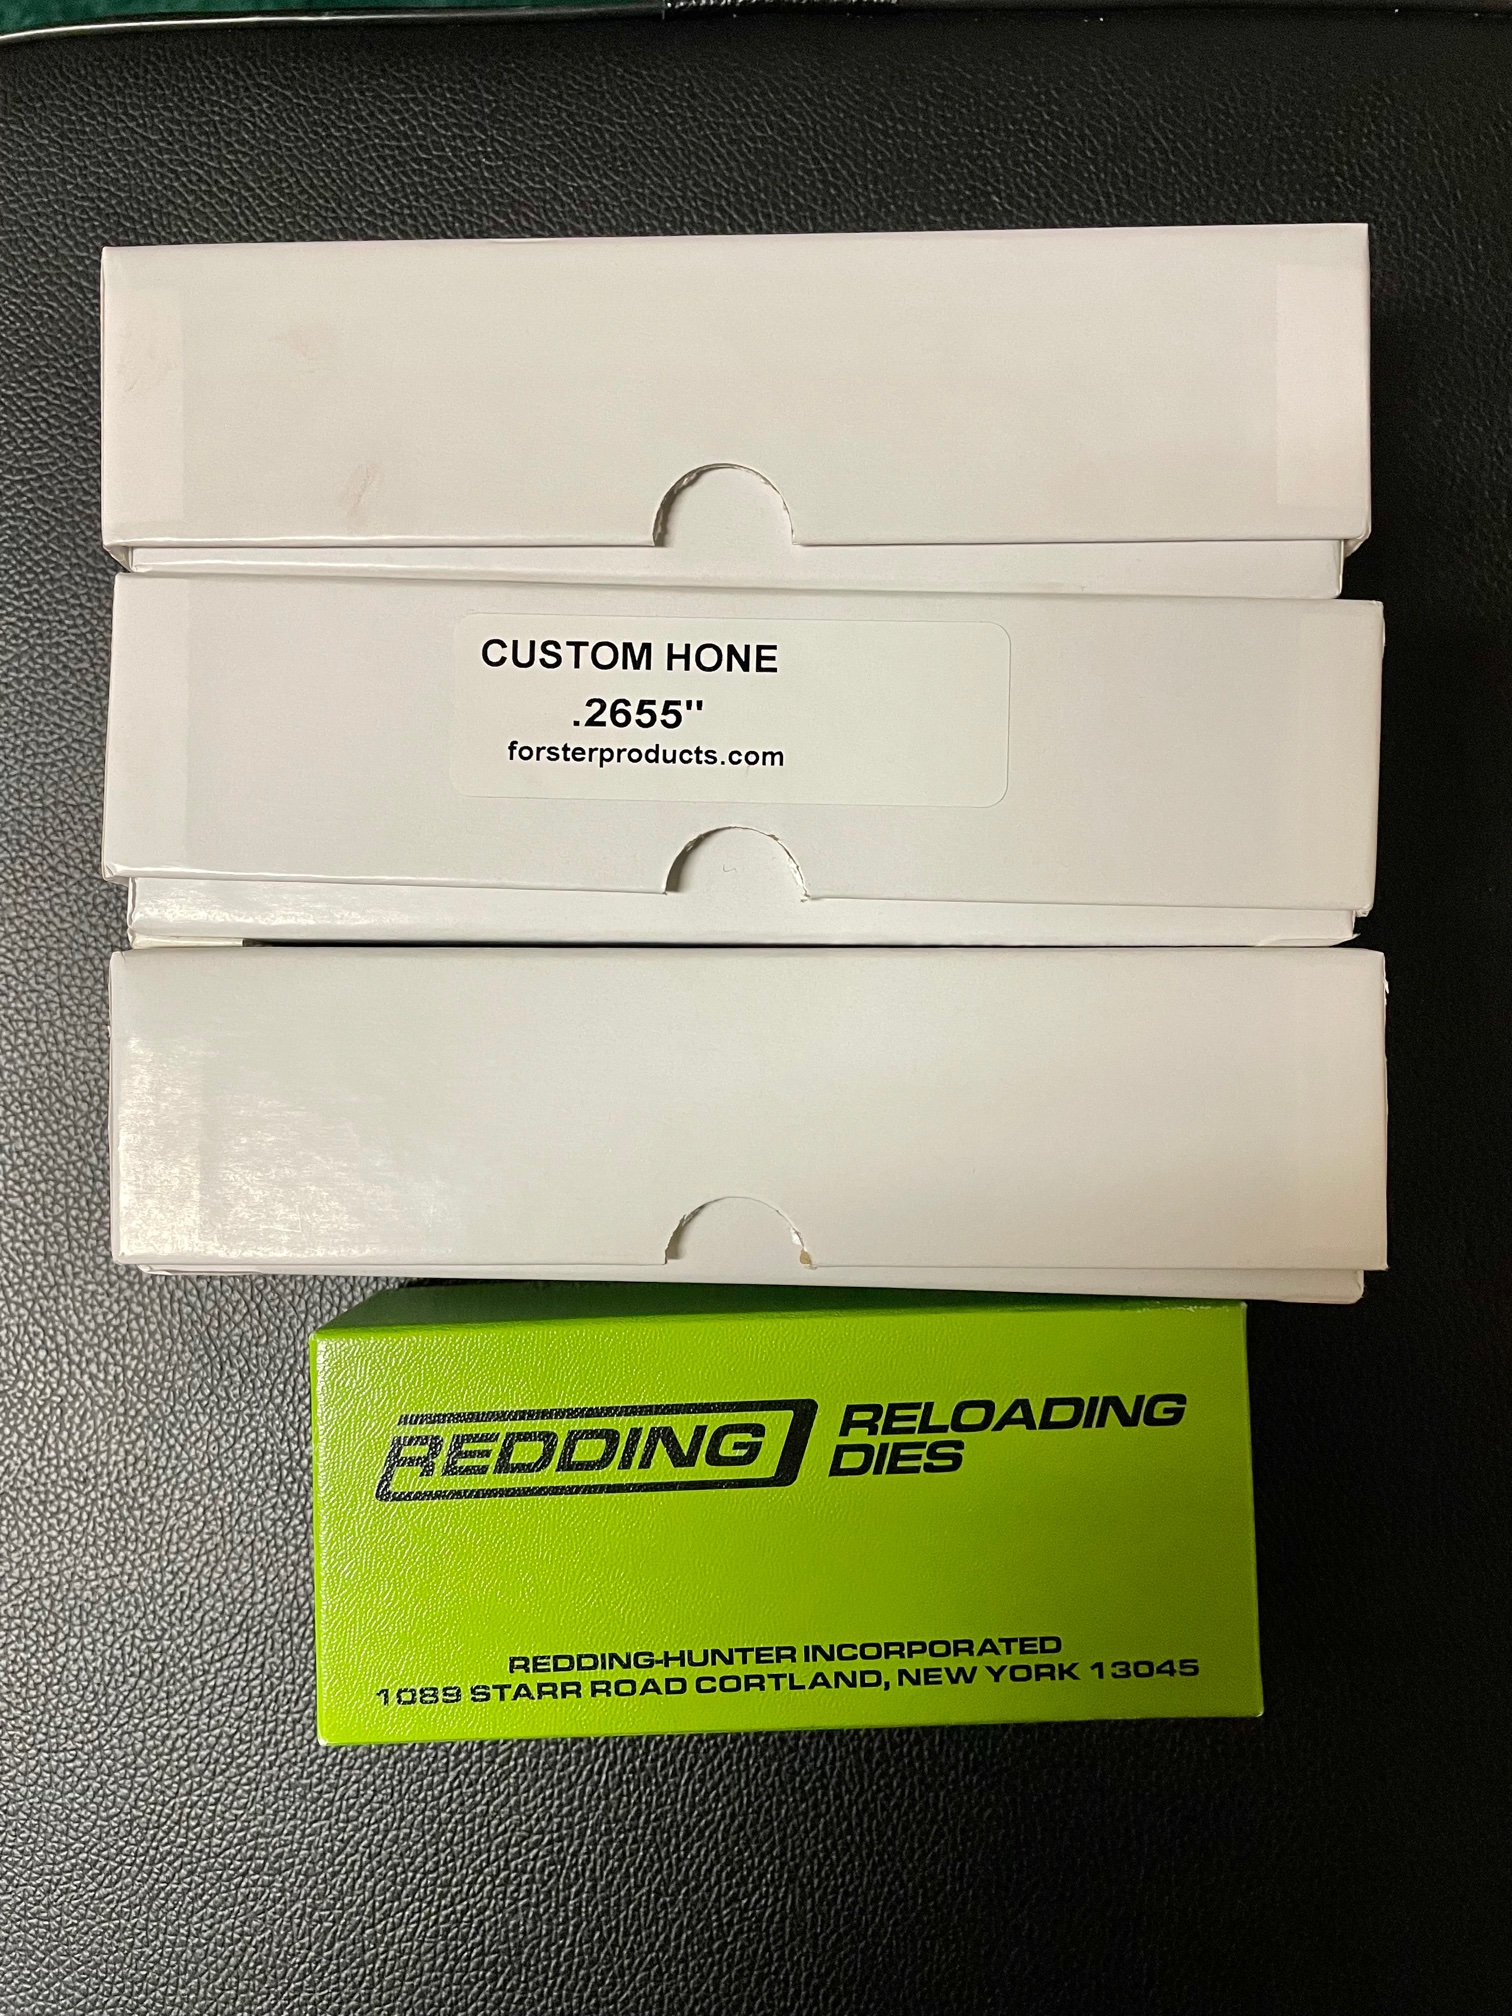 CUSTOM HONE
.2655"
forsterproducts.com
REDDING RELOADING
DIES
REDDING-HUNTER INCORPORATED
1089 STARR ROAD CORTLAND, NEW YORK 13045